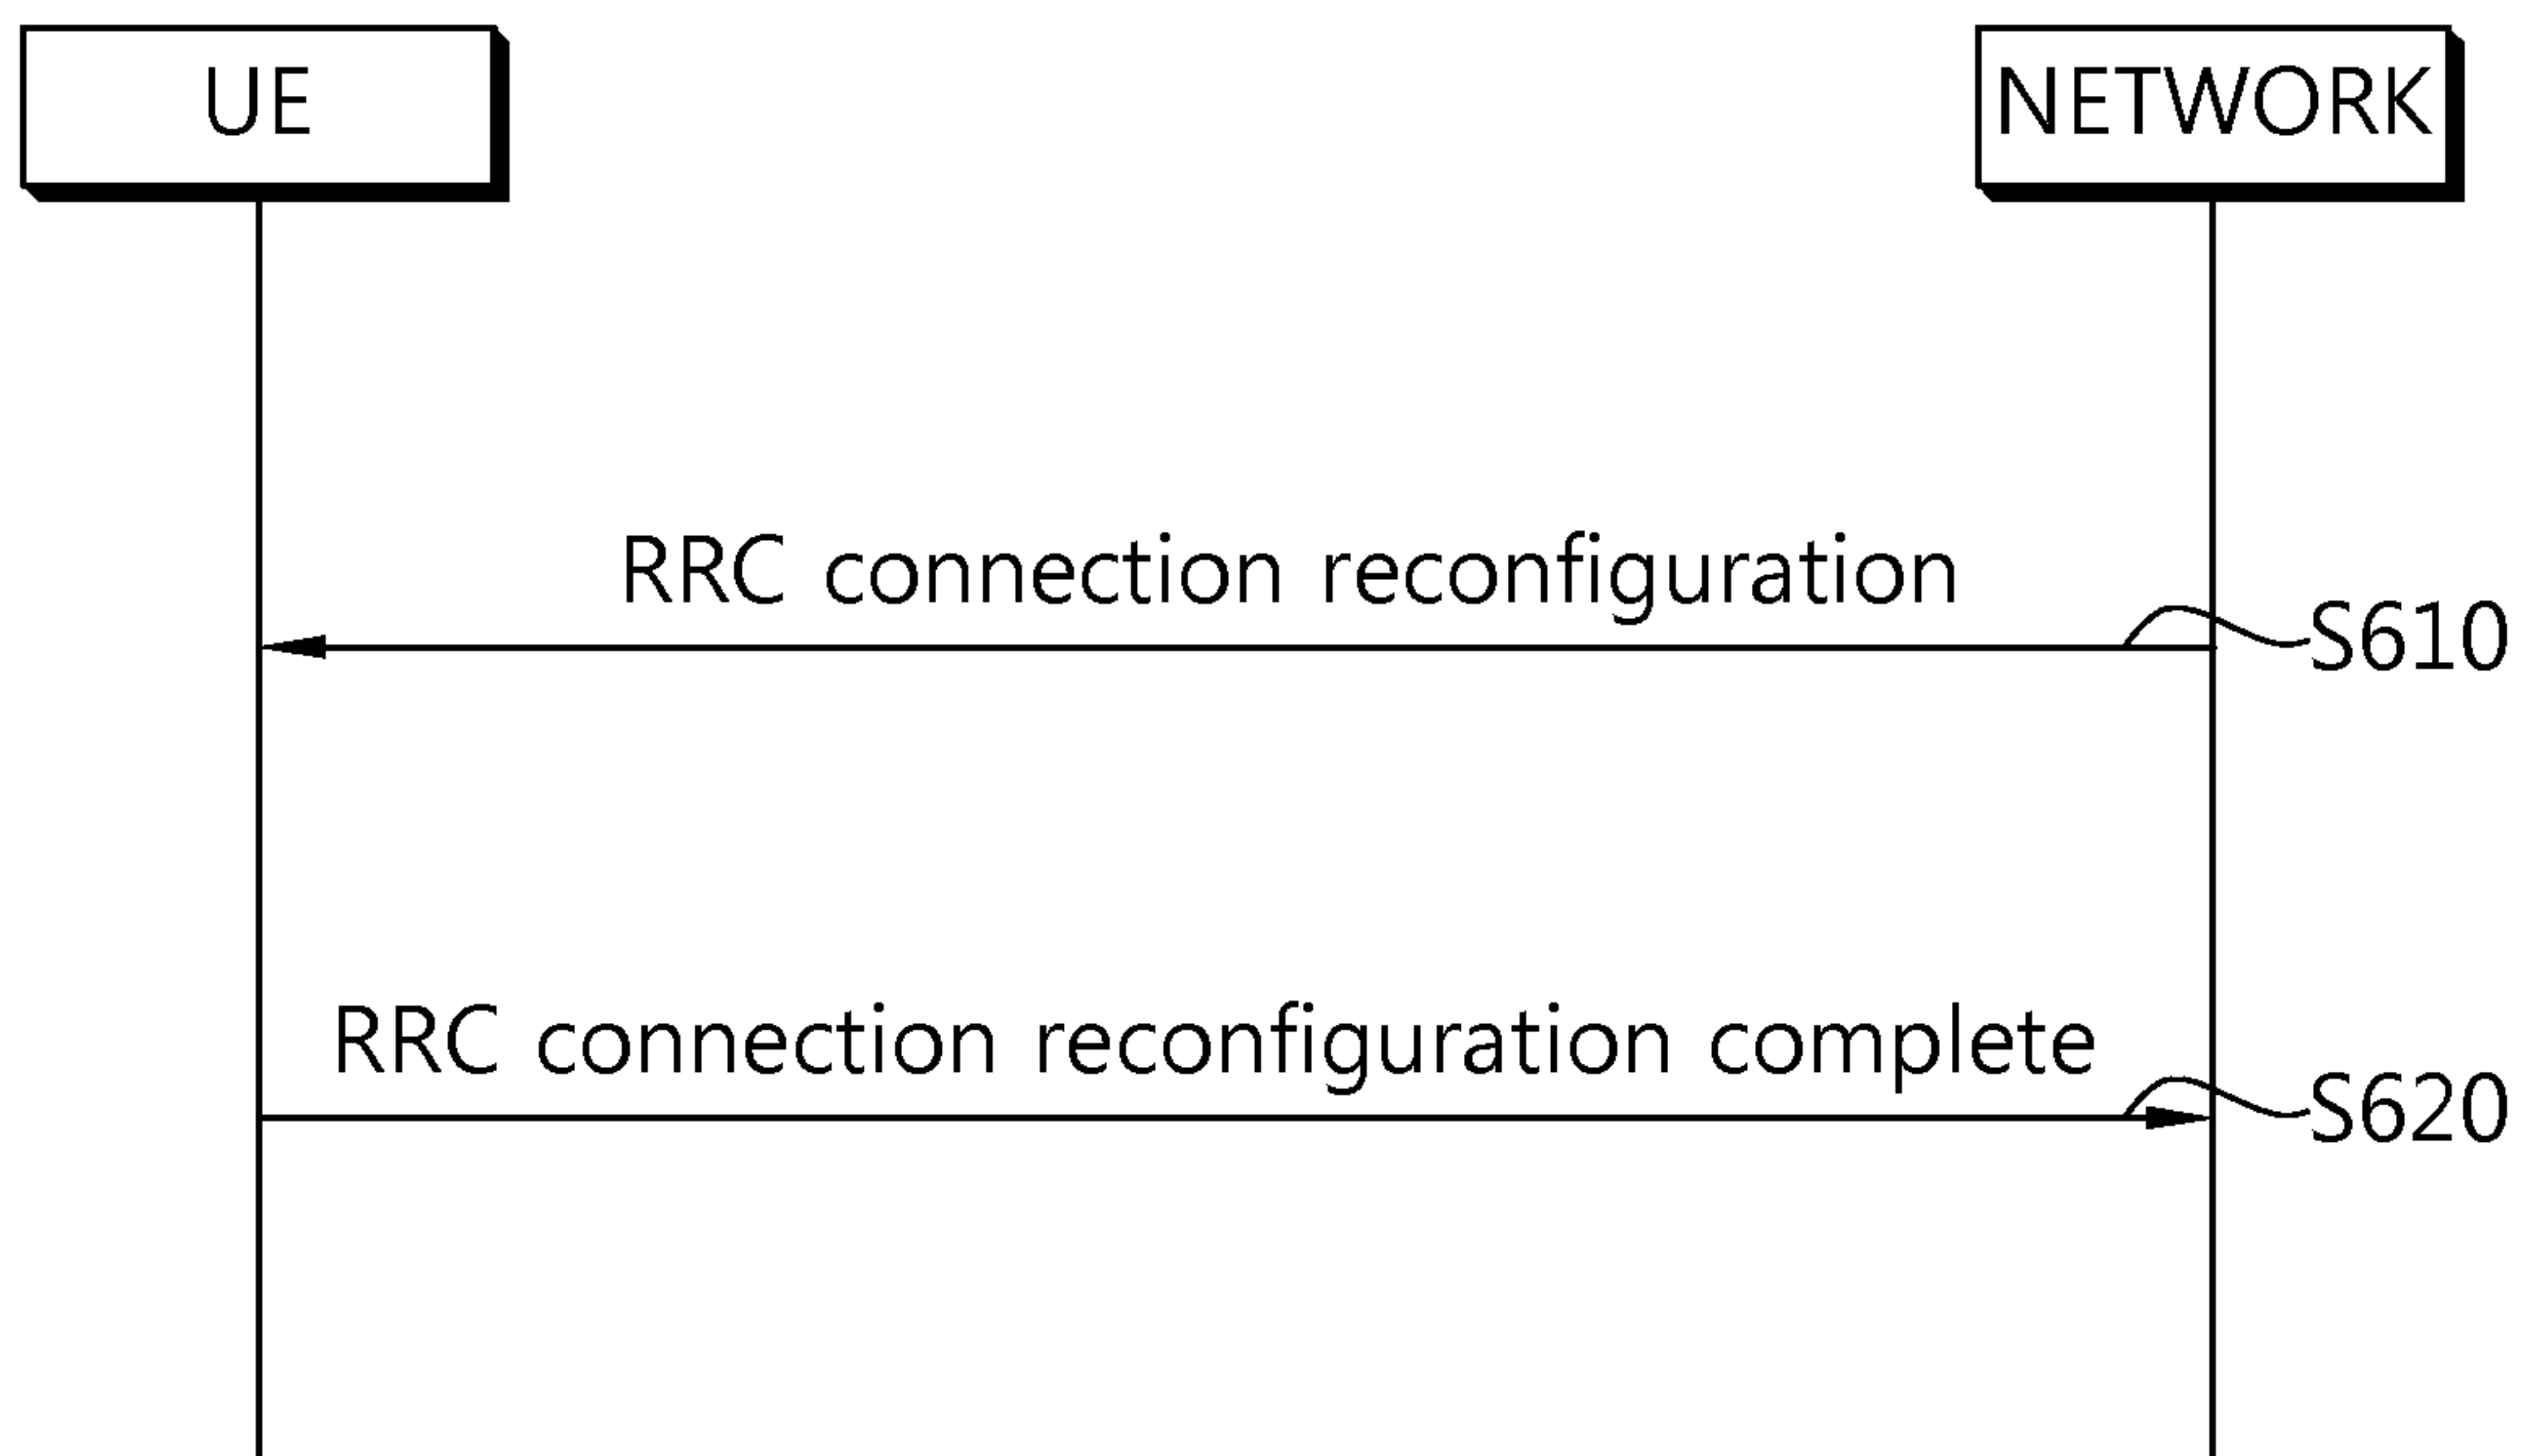 UE
NETWORK
RRC connection reconfiguration
S610
RRC connection reconfiguration complete
S620